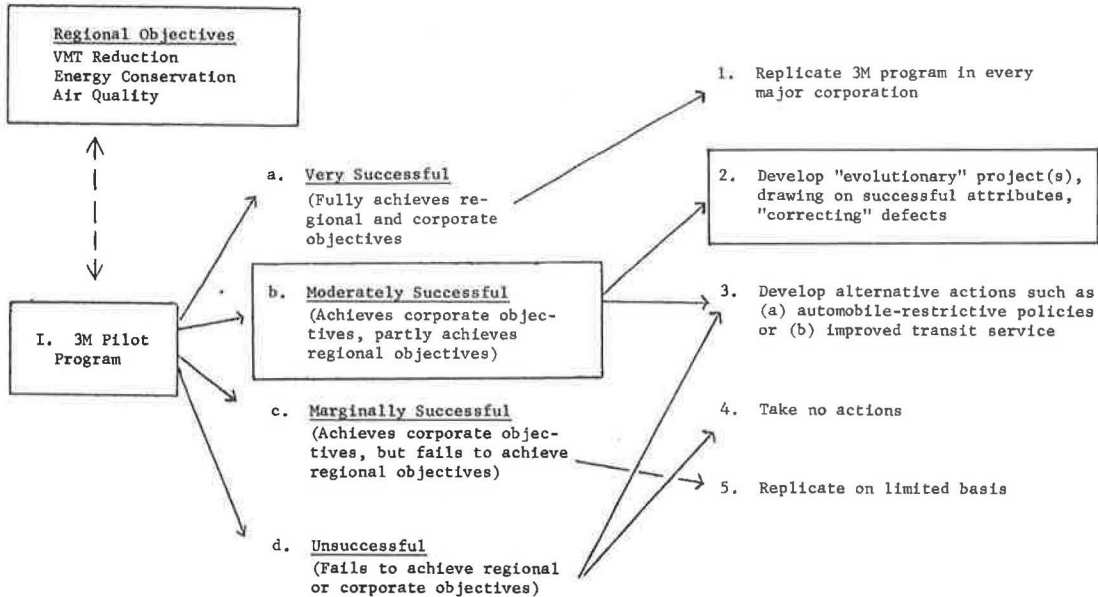 Regional Objectives
VMT Reduction
Energy Conservation
Air Quality
I. 3M Pilot
Program
a. Very Successful
(Fully achieves re-
gional and corporate
objectives
b. Moderately Successful
(Achieves corporate objec-
tives, partly achieves
regional objectives)
c. Marginally Successful
(Achieves corporate objec-
tives, but fails to achieve
regional objectives)
d. Unsuccessful
(Fails to achieve regional
or corporate objectives)
1. Replicate 3M program in every
major corporation
2. Develop "evolutionary" project(s),
drawing on successful attributes,
"correcting" defects
3. Develop alternative actions such as
(a) automobile-restrictive policies
or (b) improved transit service
4. Take no actions
5. Replicate on limited basis